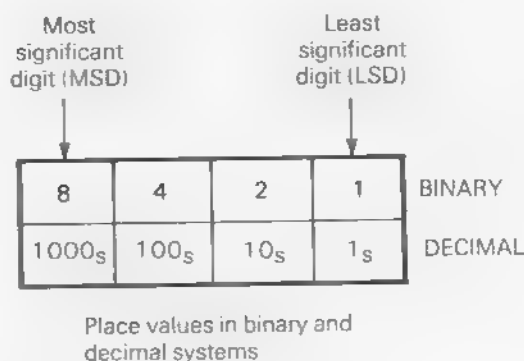 Most
significant
digit (MSD)
Least
significant
digit (LSD)
8 4 2 1 BINARY
1000s 100s 10s 1s DECIMAL
Place values in binary and
decimal systems